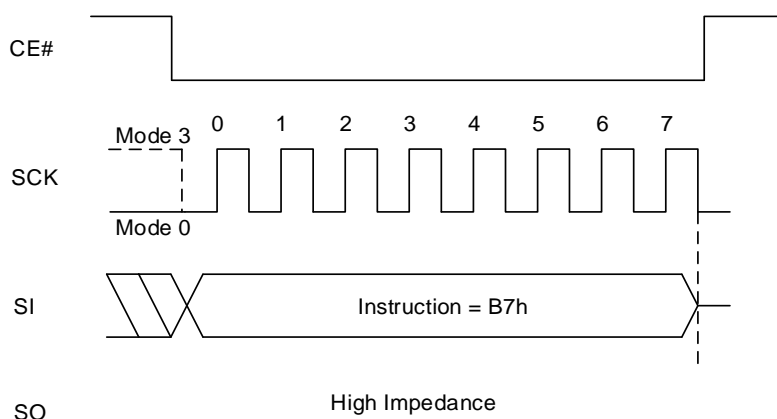 CE#
Mode 3
0 1 2 3 4 5 6 7
SCK
Mode 0
SI
Instruction = B7h
High Impedance
SO